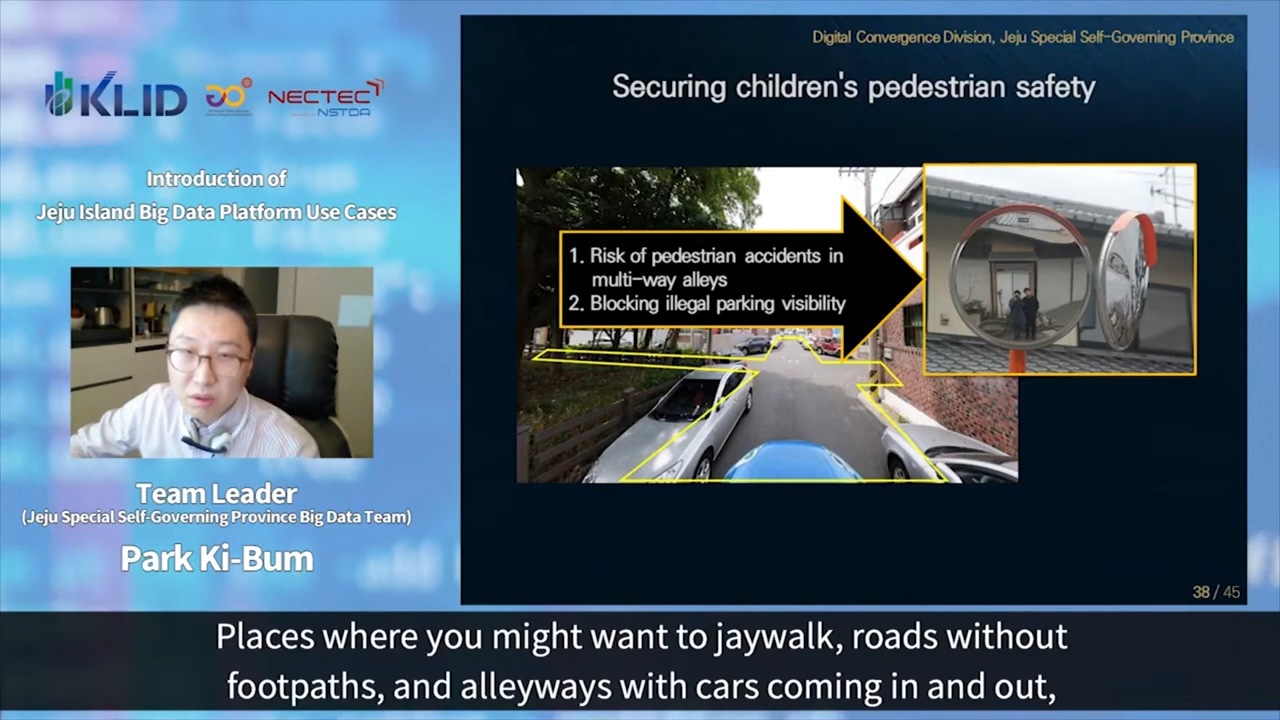 KLID
NECTEC
NSTDA
Introduction of
Jeju Island Big Data Platform Use Cases
Team Leader
(Jeju Special Self-Governing Province Big Data Team)
Park Ki-Bum
Digital Convergence Division, Jeju Special Self-Governing Province
Securing children's pedestrian safety
1. Risk of pedestrian accidents in
multi-way alleys
2. Blocking illegal parking visibility
38 / 45
Places where you might want to jaywalk, roads without
footpaths, and alleyways with cars coming in and out,